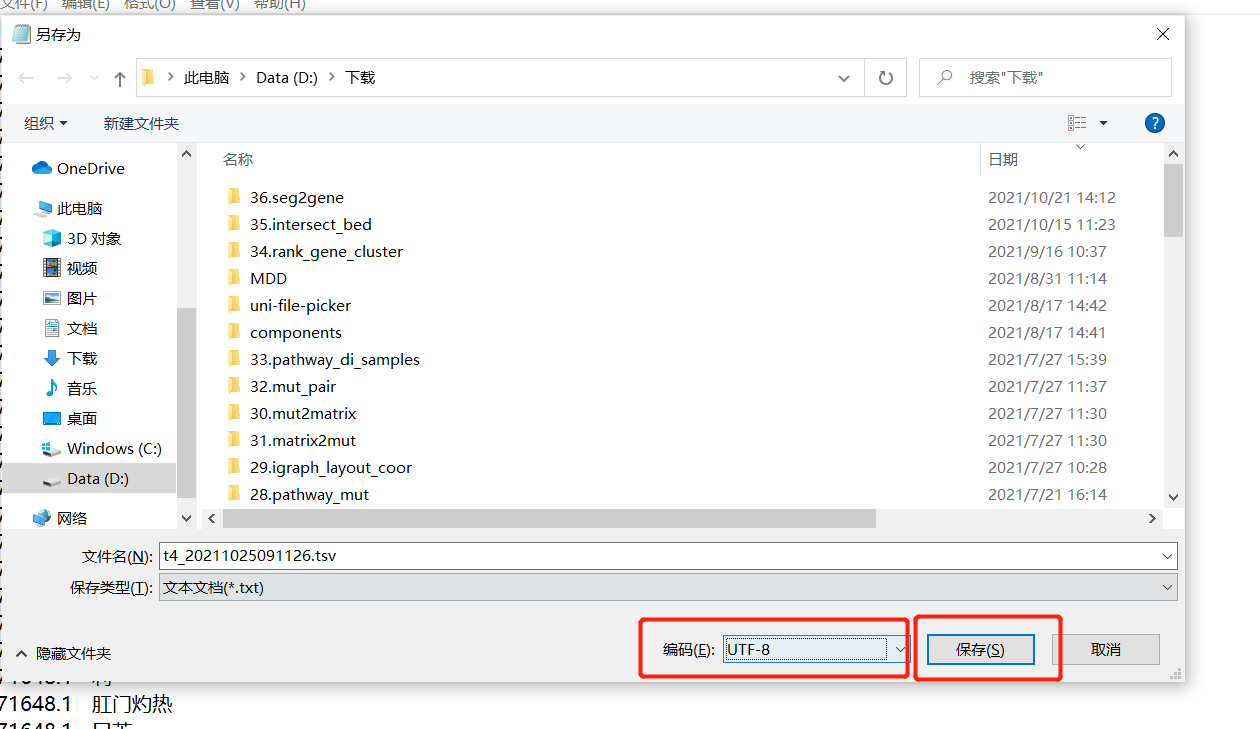 文件(F) 编辑(E) 格式(O) 查看(V) 帮助(H)
另存为
此电脑 Data (D:) 下载
搜索"下载"
组织 新建文件夹
?
OneDrive
此电脑
3D 对象
视频
图片
文档
下载
音乐
桌面
Windows (C:)
Data (D:)
网络
名称 日期
36.seg2gene 2021/10/21 14:12
35.intersect_bed 2021/10/15 11:23
34.rank_gene_cluster 2021/9/16 10:37
MDD 2021/8/31 11:14
uni-file-picker 2021/8/17 14:42
components 2021/8/17 14:41
33.pathway_di_samples 2021/7/27 15:39
32.mut_pair 2021/7/27 11:37
30.mut2matrix 2021/7/27 11:30
31.matrix2mut 2021/7/27 11:30
29.igraph_layout_coor 2021/7/27 10:28
28.pathway_mut 2021/7/21 16:14
文件名(N): t4_20211025091126.tsv
保存类型(T): 文本文档(*.txt)
隐藏文件夹
编码(E): UTF-8 保存(S) 取消
71648.1 肛门灼热